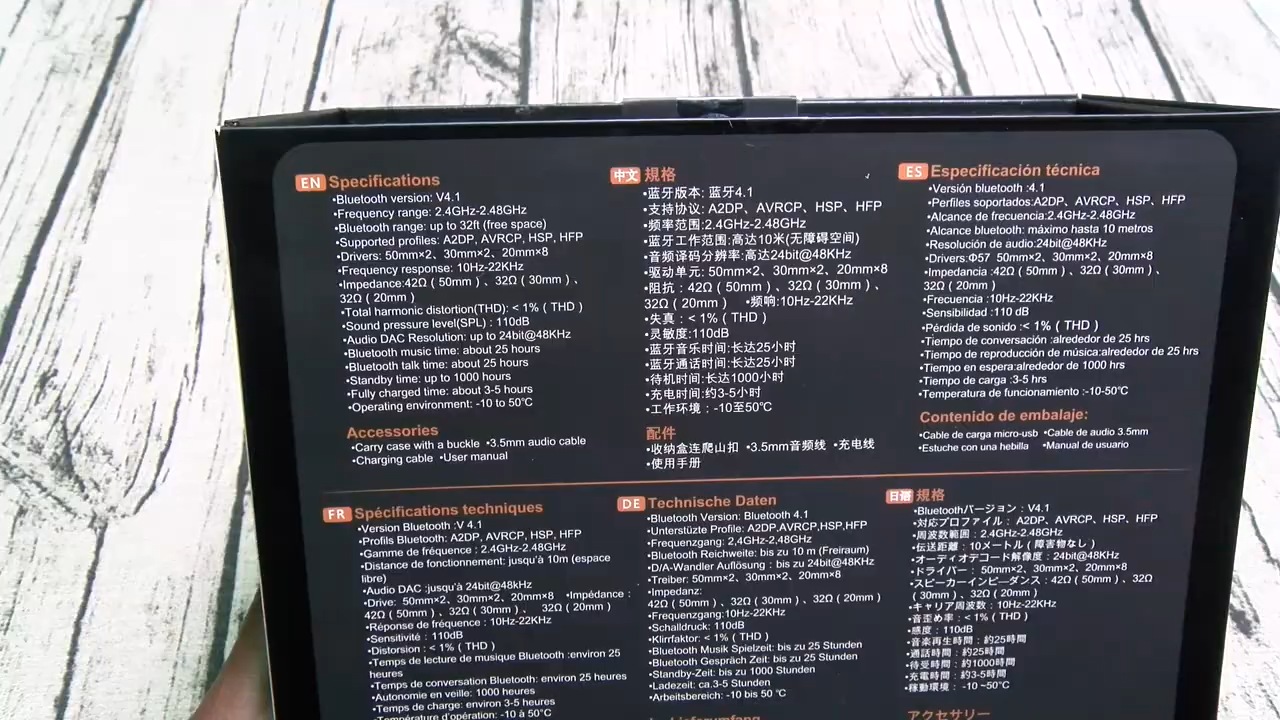 EN Specifications
•Bluetooth version: V4.1
•Frequency range: 2.4GHz-2.48GHz
•Bluetooth range: up to 32ft (free space)
•Supported profiles: A2DP, AVRCP, HSP, HFP
•Drivers: 50mm×2、30mm×2、20mm×8
•Frequency response: 10Hz-22KHz
•Impedance:42Ω ( 50mm ) 、32Ω ( 30mm ) 、
32Ω ( 20mm )
•Total harmonic distortion(THD): < 1% ( THD )
•Sound pressure level(SPL) : 110dB
•Audio DAC Resolution: up to 24bit@48KHz
•Bluetooth music time: about 25 hours
•Bluetooth talk time: about 25 hours
•Standby time: up to 1000 hours
•Fully charged time: about 3-5 hours
•Operating environment: -10 to 50℃
Accessories
•Carry case with a buckle •3.5mm audio cable
•Charging cable •User manual
中文 规格
•蓝牙版本: 蓝牙4.1
•支持协议: A2DP、AVRCP、HSP、HFP
•频率范围:2.4GHz-2.48GHz
•蓝牙工作范围:高达10米(无障碍空间)
•音频译码分辨率:高达24bit@48KHz
•驱动单元: 50mm×2、30mm×2、20mm×8
•阻抗 : 42Ω ( 50mm ) 、32Ω ( 30mm ) 、
32Ω ( 20mm ) •频响:10Hz-22KHz
•失真 : < 1% ( THD )
•灵敏度:110dB
•蓝牙音乐时间:长达25小时
•蓝牙通话时间:长达25小时
•待机时间:长达1000小时
•充电时间:约3-5小时
•工作环境 : -10至50℃
配件
•收纳盒连爬山扣 •3.5mm音频线 •充电线
•使用手册
ES Especificación técnica
•Versión bluetooth :4.1
•Perfiles soportados:A2DP、AVRCP、HSP、HFP
•Alcance de frecuencia:2.4GHz-2.48GHz
•Alcance bluetooth: máximo hasta 10 metros
•Resolución de audio:24bit@48KHz
•Drivers:Φ57 50mm×2、30mm×2、20mm×8
•Impedancia :42Ω ( 50mm ) 、32Ω ( 30mm ) 、
32Ω ( 20mm )
•Frecuencia :10Hz-22KHz
•Sensibilidad :110 dB
•Pérdida de sonido :< 1% ( THD )
•Tiempo de conversación :alrededor de 25 hrs
•Tiempo de reproducción de música:alrededor de 25 hrs
•Tiempo en espera:alrededor de 1000 hrs
•Tiempo de carga :3-5 hrs
•Temperatura de funcionamiento :-10-50℃
Contenido de embalaje:
•Cable de carga micro-usb •Cable de audio 3.5mm
•Estuche con una hebilla •Manual de usuario
FR Spécifications techniques
•Version Bluetooth :V 4.1
•Profils Bluetooth: A2DP, AVRCP, HSP, HFP
•Gamme de fréquence : 2.4GHz-2.48GHz
•Distance de fonctionnement: jusqu'à 10m (espace
libre)
•Audio DAC :jusqu'à 24bit@48kHz
•Drive: 50mm×2、30mm×2、20mm×8 •Impédance :
42Ω ( 50mm ) 、32Ω ( 30mm ) 、 32Ω ( 20mm )
•Réponse de fréquence : 10Hz-22KHz
•Sensitivité : 110dB
•Distorsion : < 1% ( THD )
•Temps de lecture de musique Bluetooth :environ 25
heures
•Temps de conversation Bluetooth: environ 25 heures
•Autonomie en veille: 1000 heures
•Temps de charge: environ 3-5 heures
•Température d'opération: -10 à 50°C
DE Technische Daten
•Bluetooth Version: Bluetooth 4.1
•Unterstüzte Profile: A2DP,AVRCP,HSP,HFP
•Frequenzgang: 2,4GHz-2.48GHz
•Bluetooth Reichweite: bis zu 10 m (Freiraum)
•D/A-Wandler Auflösung : bis zu 24bit@48KHz
•Treiber: 50mm×2、30mm×2、20mm×8
•Impedanz:
42Ω ( 50mm ) 、32Ω ( 30mm ) 、32Ω ( 20mm )
•Frequenzgang:10Hz-22KHz
•Schalldruck: 110dB
•Klirrfaktor: < 1% ( THD )
•Bluetooth Musik Spielzeit: bis zu 25 Stunden
•Bluetooth Gespräch Zeit: bis zu 25 Stunden
•Standby-Zeit: bis zu 1000 Stunden
•Ladezeit: ca.3-5 Stunden
•Arbeitsbereich: -10 bis 50 ℃
日语 規格
•Bluetoothバージョン : V4.1
•対応プロファイル : A2DP、AVRCP、HSP、HFP
•周波数範囲 : 2.4GHz-2.48GHz
•伝送距離 : 10メートル ( 障害物なし )
•オーディオデコード解像度 : 24bit@48KHz
•ドライバー : 50mm×2、30mm×2、20mm×8
•スピーカーインピーダンス : 42Ω ( 50mm ) 、32Ω
( 30mm ) 、32Ω ( 20mm )
•キャリア周波数 : 10Hz-22KHz
•音歪め率 : < 1% ( THD )
•感度 : 110dB
•音楽再生時間 : 約25時間
•通話時間 : 約25時間
•待受時間 : 約1000時間
•充電時間 : 約3-5時間
•稼動環境 : -10 ~50℃
アクセサリー